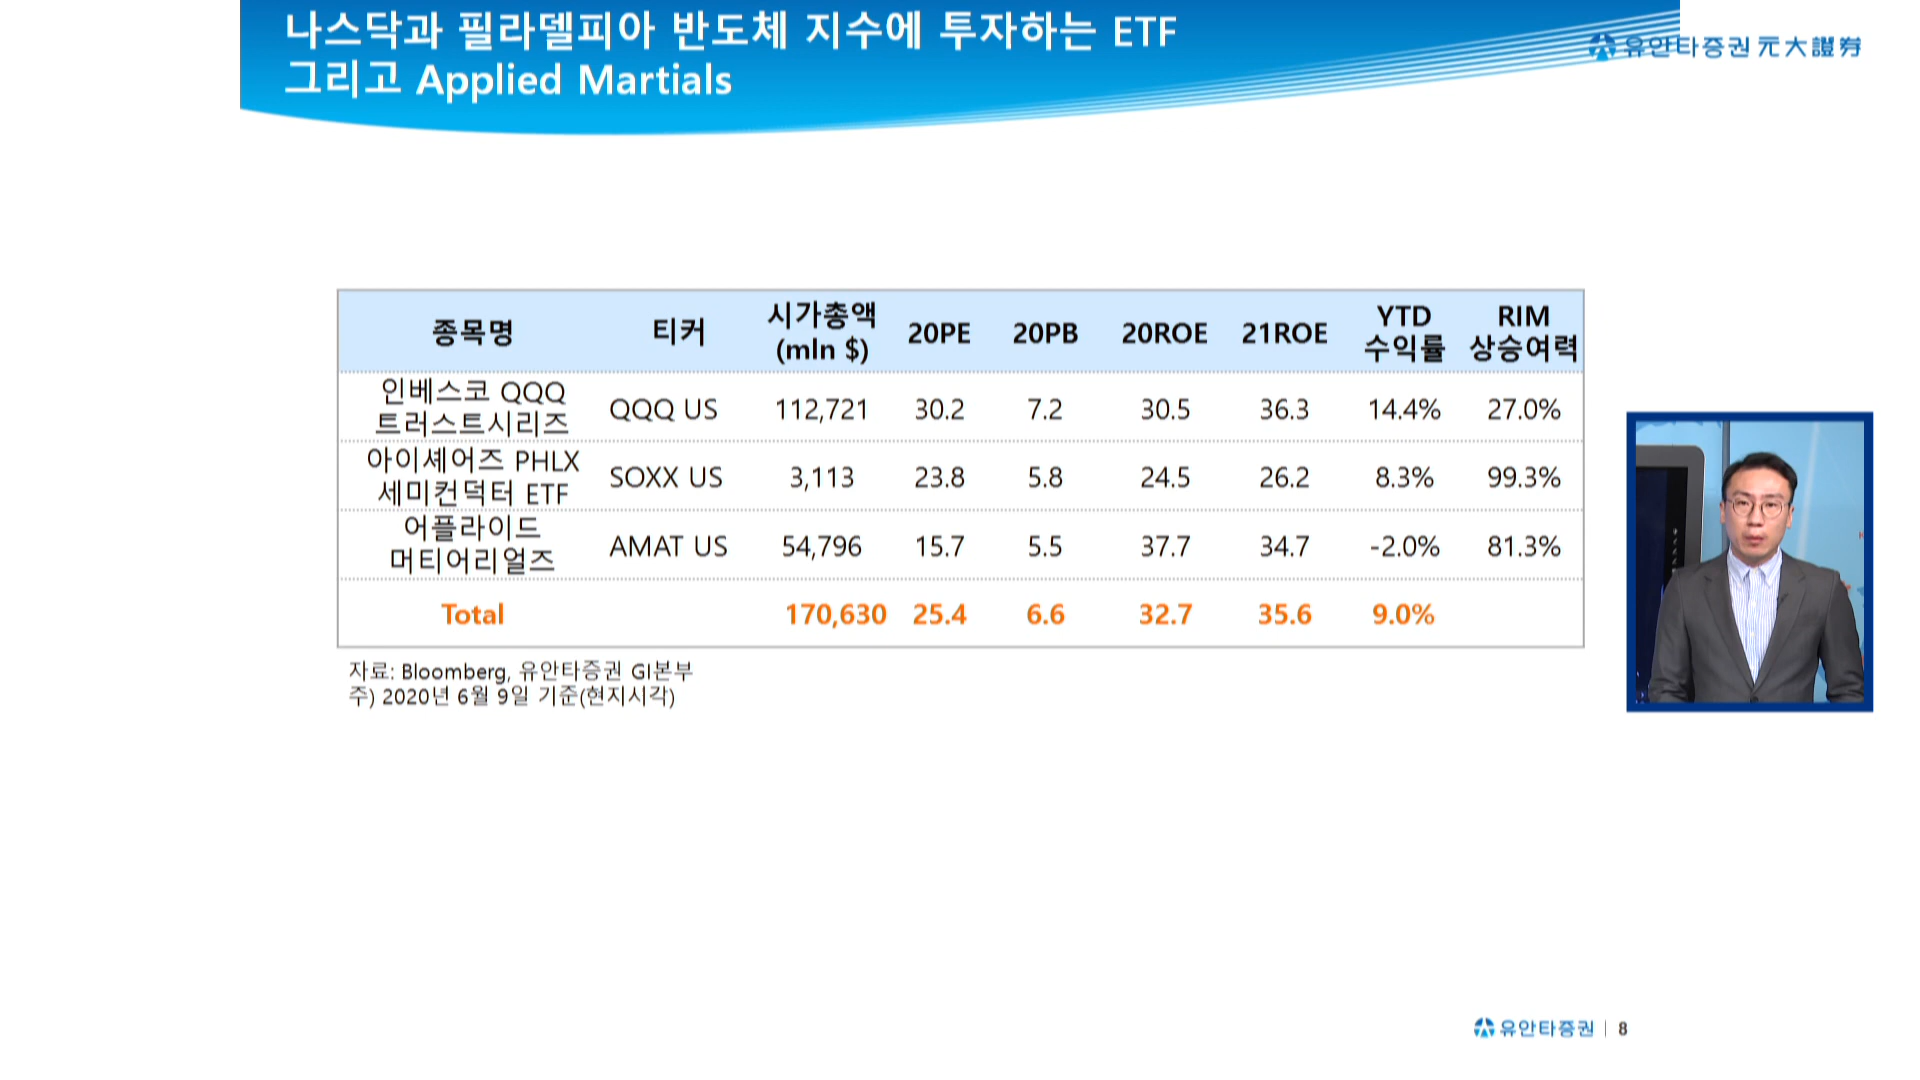 나스닥과 필라델피아 반도체 지수에 투자하는 ETF
그리고 Applied Martials
유안타증권 元大證券
종목명 티커 시가총액 (mln $) 20PE 20PB 20ROE 21ROE YTD 수익률 RIM 상승여력
인베스코 QQQ 트러스트시리즈 QQQ US 112,721 30.2 7.2 30.5 36.3 14.4% 27.0%
아이셰어즈 PHLX 세미컨덕터 ETF SOXX US 3,113 23.8 5.8 24.5 26.2 8.3% 99.3%
어플라이드 머티어리얼즈 AMAT US 54,796 15.7 5.5 37.7 34.7 -2.0% 81.3%
Total 170,630 25.4 6.6 32.7 35.6 9.0%
자료: Bloomberg, 유안타증권 GI본부
주) 2020년 6월 9일 기준(현지시각)
유안타증권 | 8